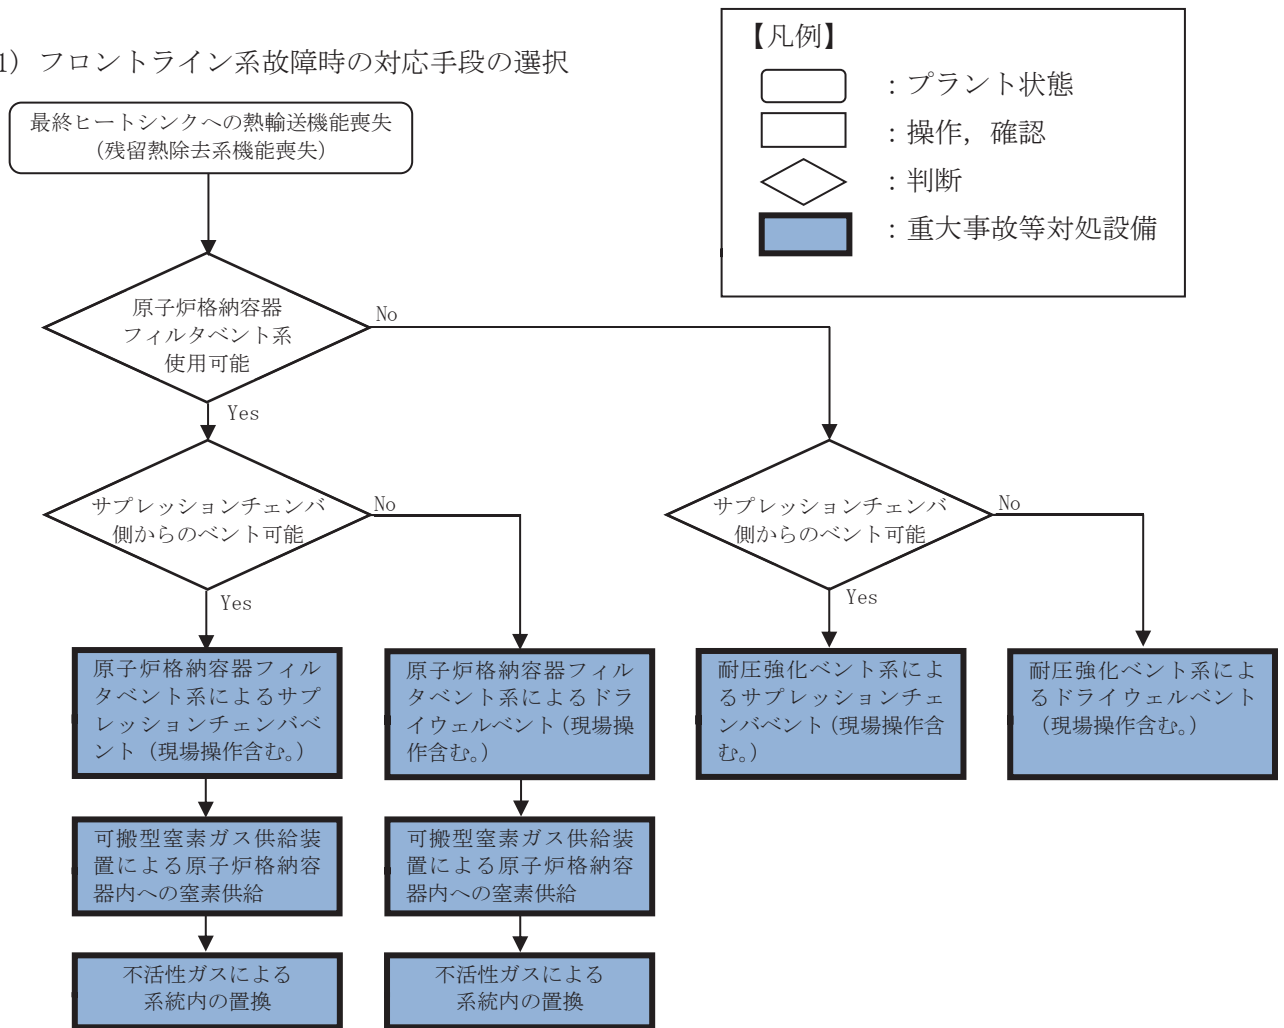 1) フロントライン系故障時の対応手段の選択
【凡例】
：プラント状態
：操作，確認
：判断
：重大事故等対処設備
最終ヒートシンクへの熱輸送機能喪失
（残留熱除去系機能喪失）
原子炉格納容器
フィルタベント系
使用可能
No
Yes
サプレッションチェンバ
側からのベント可能
No
Yes
サプレッションチェンバ
側からのベント可能
No
Yes
原子炉格納容器フィル
タベント系によるサプ
レッションチェンバベ
ント（現場操作含む。）
原子炉格納容器フィル
タベント系によるドラ
イウェルベント（現場操
作含む。）
耐圧強化ベント系によ
るサプレッションチェ
ンバベント（現場操作含
む。）
耐圧強化ベント系によ
るドライウェルベント
（現場操作含む。）
可搬型窒素ガス供給装
置による原子炉格納容
器内への窒素供給
可搬型窒素ガス供給装
置による原子炉格納容
器内への窒素供給
不活性ガスによる
系統内の置換
不活性ガスによる
系統内の置換